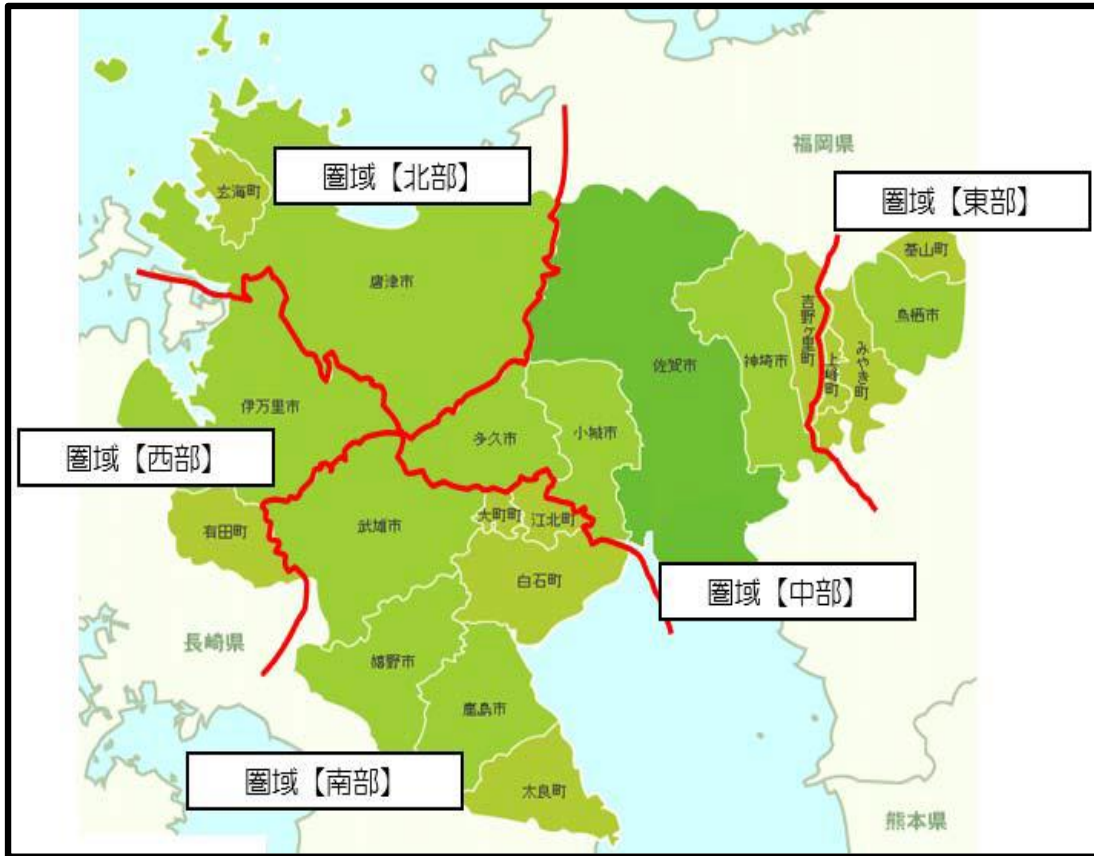 福岡県
圏域【北部】
玄海町
圏域【東部】
基山町
唐津市
鳥栖市
吉野ヶ里町
みやき町
上峰町
佐賀市
神埼市
伊万里市
多久市
小城市
圏域【西部】
有田町
武雄市
大町町
江北町
白石町
圏域【中部】
長崎県
嬉野市
鹿島市
圏域【南部】
太良町
熊本県